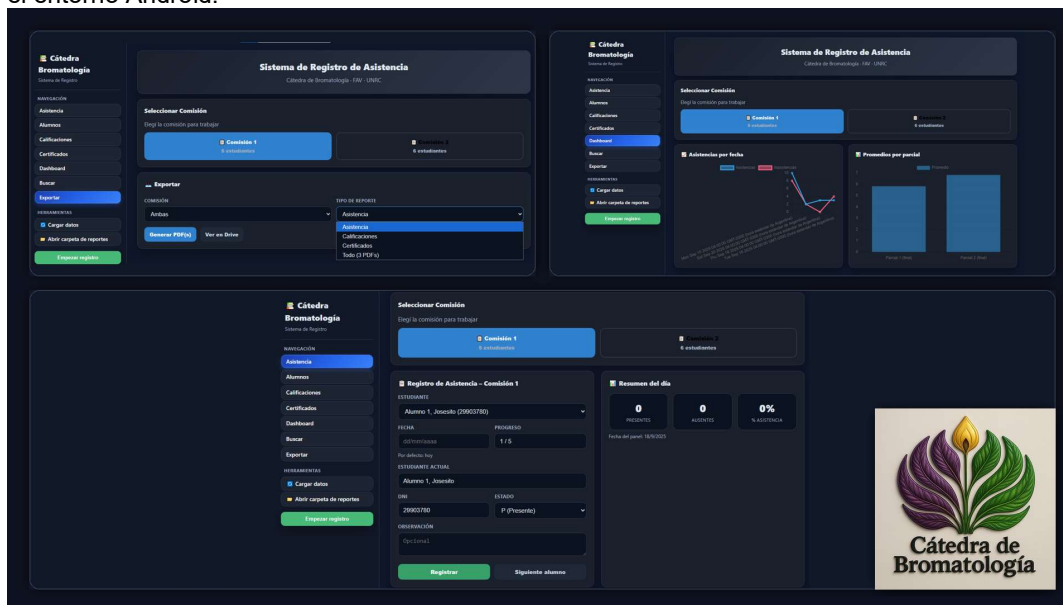 el entorno Android.
Cátedra
Bromatología
Sistema de Registro
NAVEGACIÓN
Asistencia
Alumnos
Calificaciones
Certificados
Dashboard
Buscar
Exportar
HERRAMIENTAS
Cargar datos
Abrir carpeta de reportes
Empezar registro
Sistema de Registro de Asistencia
Cátedra de Bromatología · FAV · UNRC
Seleccionar Comisión
Elegí la comisión para trabajar
Comisión 1
6 estudiantes
Comisión 2
6 estudiantes
Exportar
COMISIÓN
TIPO DE REPORTE
Ambas
Asistencia
Asistencia
Calificaciones
Certificados
Todo (3 PDFs)
Generar PDF(s)
Ver en Drive
Cátedra
Bromatología
Sistema de Registro
NAVEGACIÓN
Asistencia
Alumnos
Calificaciones
Certificados
Dashboard
Buscar
Exportar
HERRAMIENTAS
Cargar datos
Abrir carpeta de reportes
Empezar registro
Sistema de Registro de Asistencia
Cátedra de Bromatología · FAV · UNRC
Seleccionar Comisión
Elegí la comisión para trabajar
Comisión 1
estudiantes
6 estudiantes
Asistencias por fecha
Promedios por parcial
Promedio
Cátedra
Bromatología
Sistema de Registro
NAVEGACIÓN
Asistencia
Alumnos
Calificaciones
Certificados
Dashboard
Buscar
Exportar
HERRAMIENTAS
Cargar datos
Abrir carpeta de reportes
Empezar registro
Seleccionar Comisión
Elegí la comisión para trabajar
Comisión 1
estudiantes
Comisión 2
6 estudiantes
Registro de Asistencia – Comisión 1
ESTUDIANTE
Alumno 1, Josesito (29903780)
FECHA
PROGRESO
dd/mm/aaaa
1 / 5
Por defecto: hoy
ESTUDIANTE ACTUAL
Alumno 1, Josesito
DNI
ESTADO
29903780
P (Presente)
OBSERVACIÓN
Opcional
Registrar
Siguiente alumno
Resumen del día
0
0
0%
PRESENTES
AUSENTES
% ASISTENCIA
Fecha del panel: 18/9/2025
Cátedra de
Bromatología